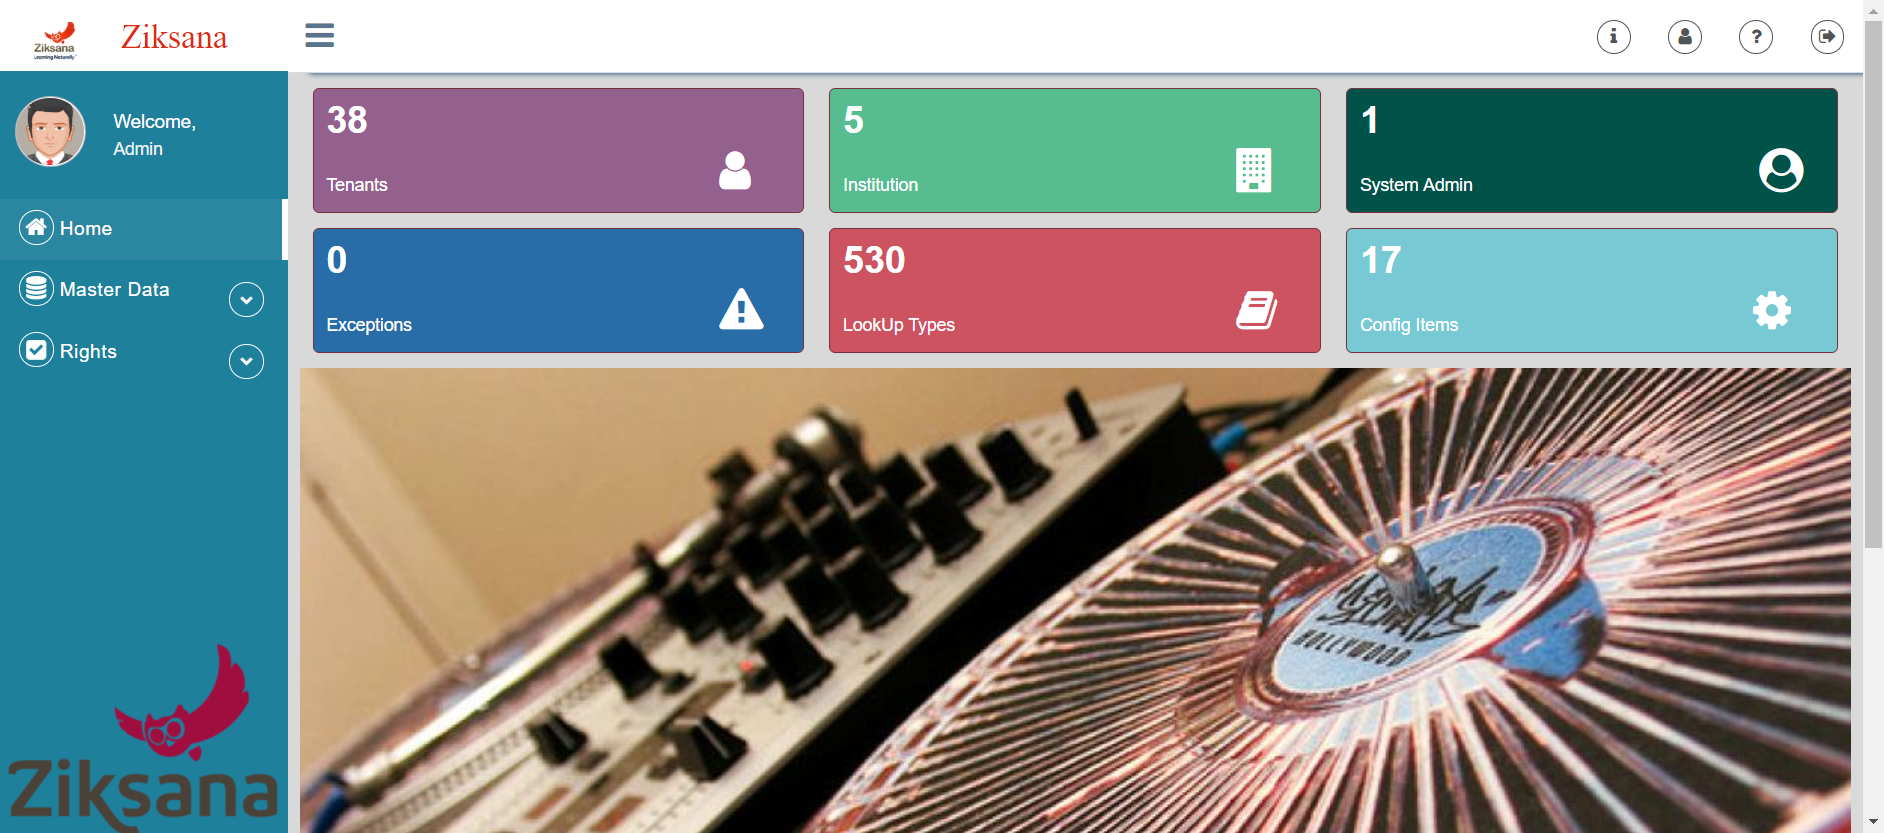 Ziksana
Learning Naturally
Ziksana
Welcome,
Admin
Home
Master Data
Rights
38
Tenants
5
Institution
1
System Admin
0
Exceptions
530
LookUp Types
17
Config Items
HOLLYWOOD
Ziksana